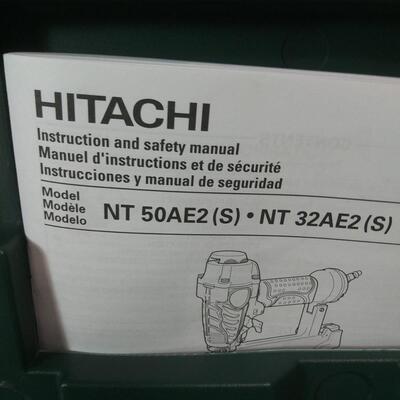 HITACHI
Instruction and safety manual
Manuel d'instructions et de sécurité
Instrucciones y manual de seguridad
Model
Modèle
Modelo
NT 50AE2 (S) • NT 32AE2 (S)